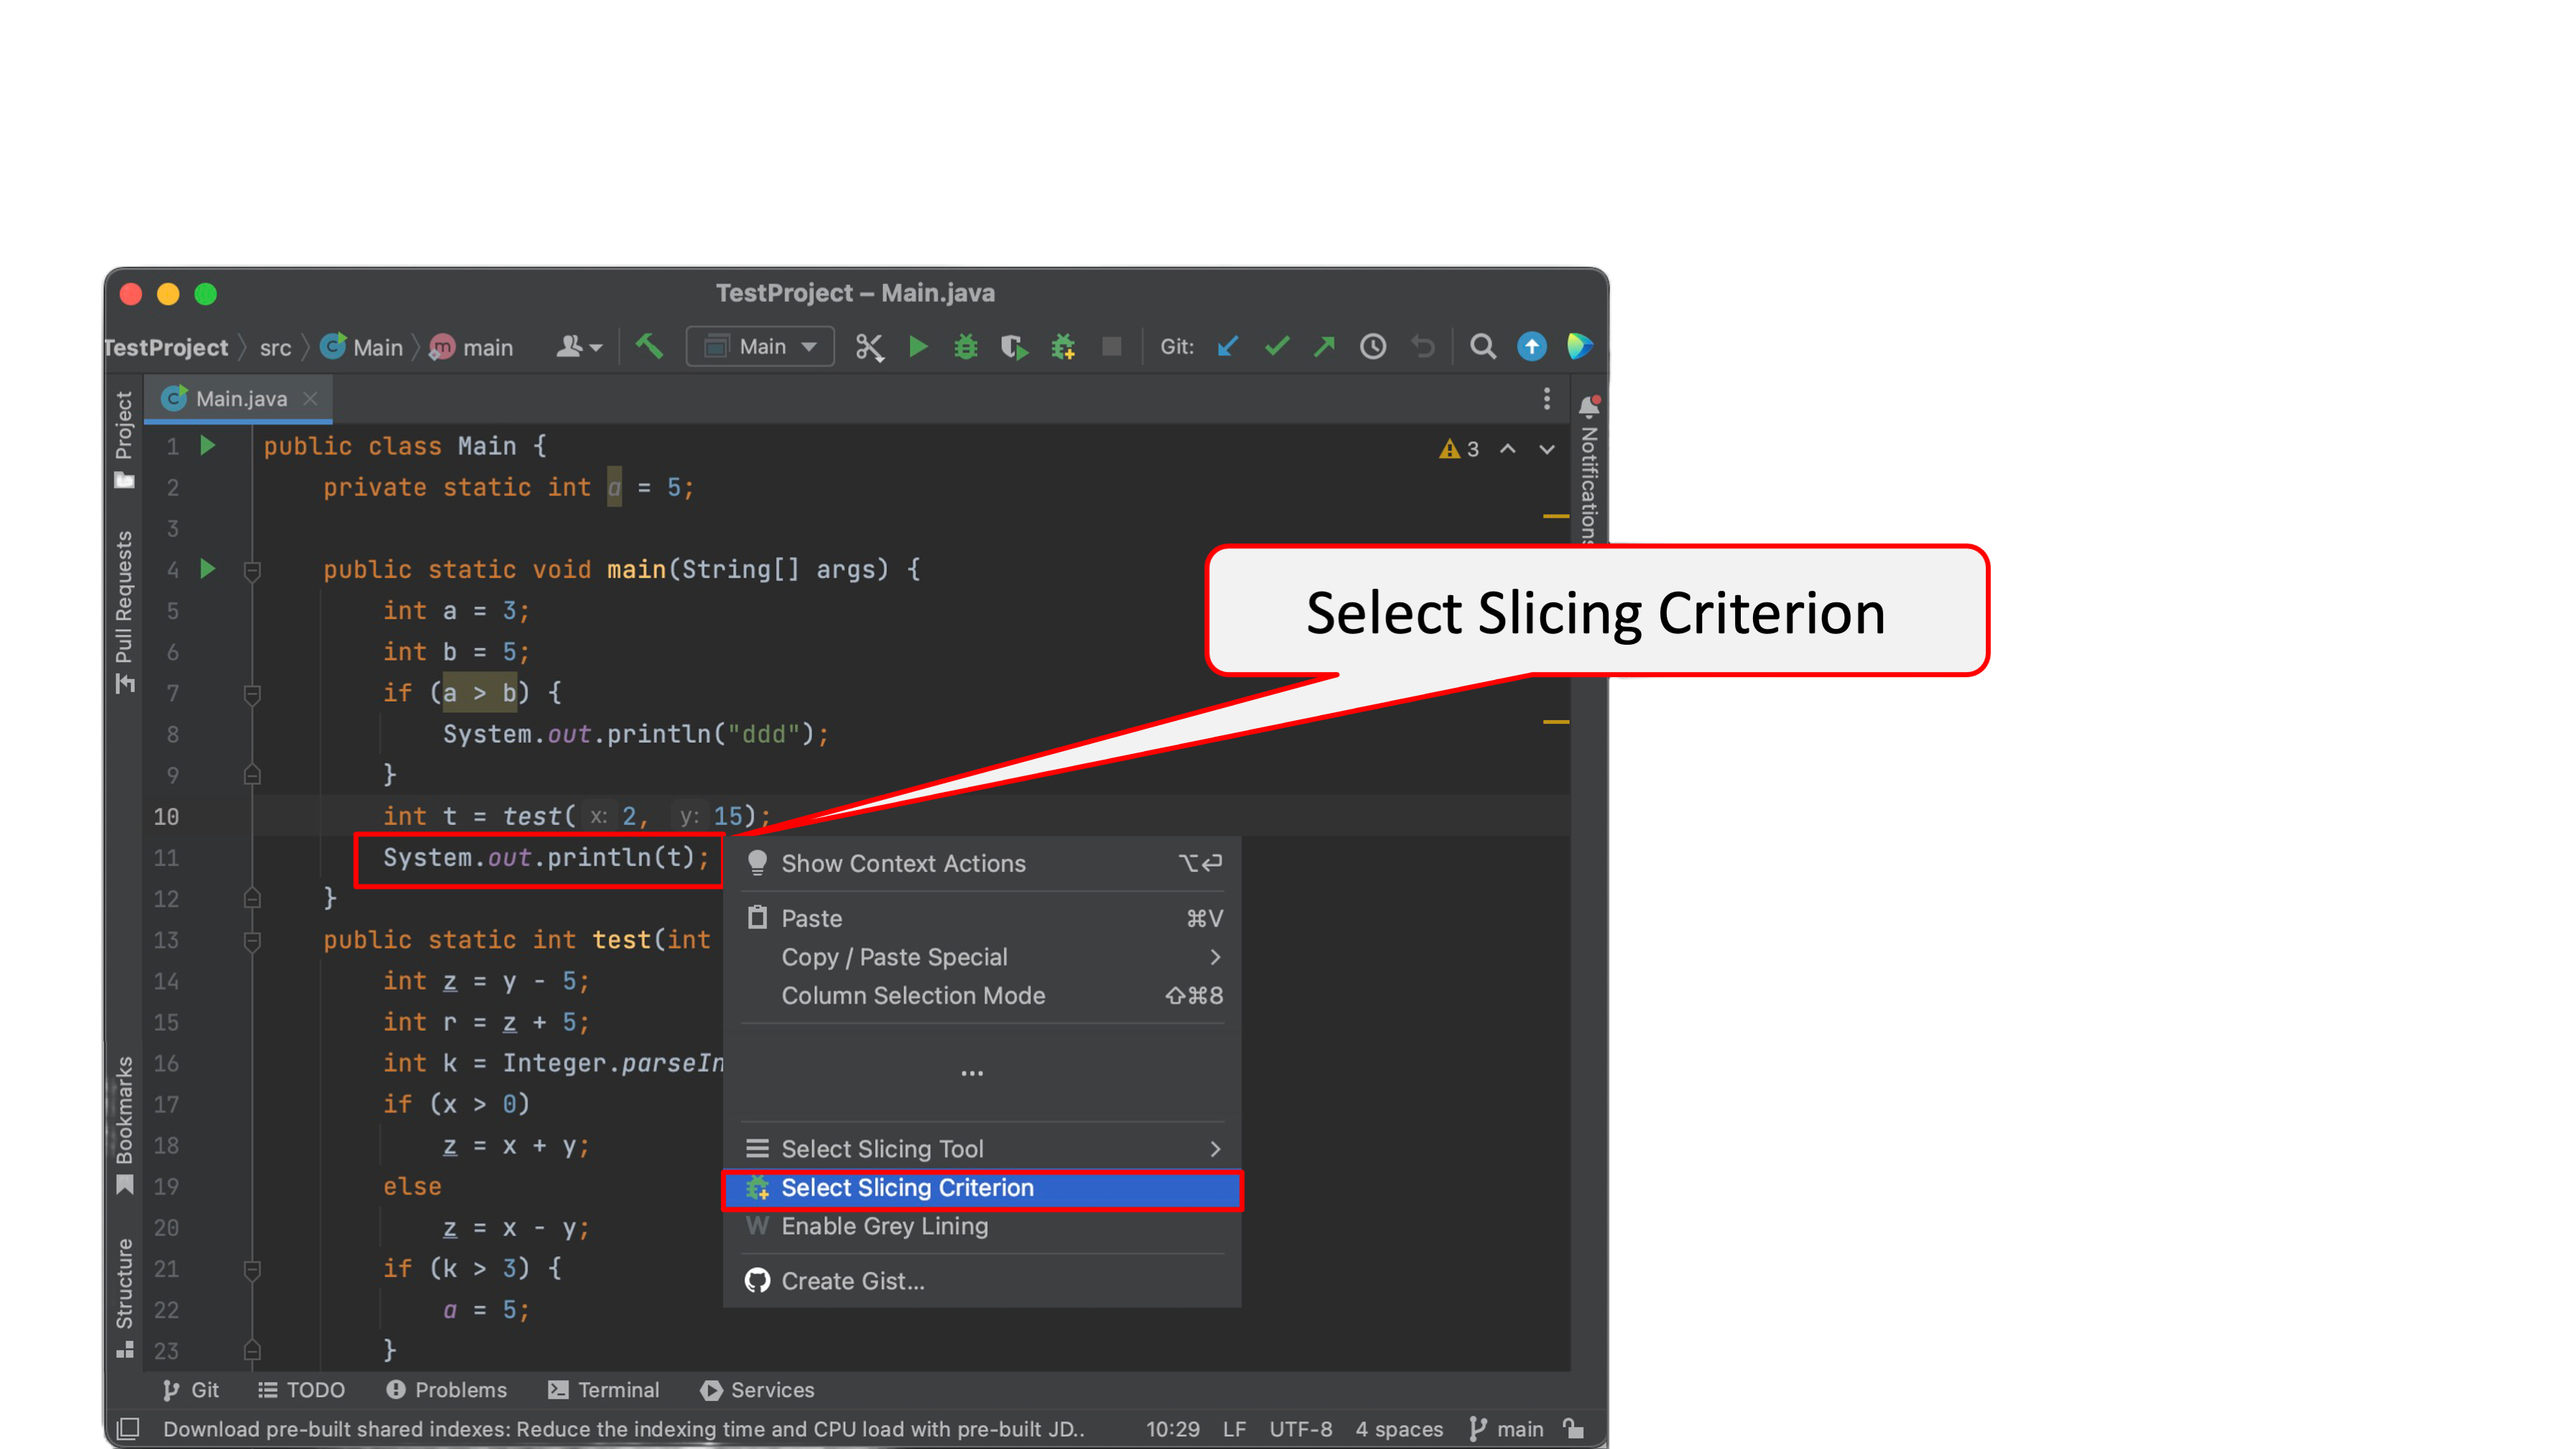 TestProject – Main.java
TestProject src Main main Main Git:
Main.java
Project
Pull Requests
Bookmarks
Structure
Notifications
3
1 public class Main {
2 private static int a = 5;
3
4 public static void main(String[] args) {
5 int a = 3;
6 int b = 5;
7 if (a > b) {
8 System.out.println("ddd");
9 }
10 int t = test( x: 2, y: 15);
11 System.out.println(t);
12 }
13 public static int test(int
14 int z = y - 5;
15 int r = z + 5;
16 int k = Integer.parseIn
17 if (x > 0)
18 z = x + y;
19 else
20 z = x - y;
21 if (k > 3) {
22 a = 5;
23 }
Select Slicing Criterion
Show Context Actions ⌥⏎
Paste ⌘V
Copy / Paste Special >
Column Selection Mode ⇧⌘8
...
Select Slicing Tool >
Select Slicing Criterion
W Enable Grey Lining
Create Gist...
Git TODO Problems Terminal Services
Download pre-built shared indexes: Reduce the indexing time and CPU load with pre-built JD.. 10:29 LF UTF-8 4 spaces main